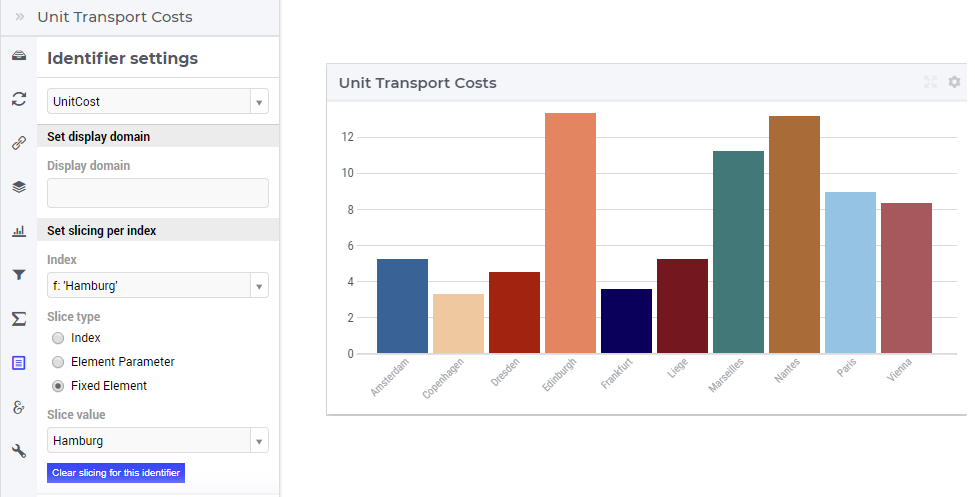 Unit Transport Costs
Identifier settings
UnitCost
Set display domain
Display domain
Set slicing per index
Index
f: 'Hamburg'
Slice type
Index
Element Parameter
Fixed Element
Slice value
Hamburg
Clear slicing for this identifier
Unit Transport Costs
12
10
8
6
4
2
0
Amsterdam
Copenhagen
Dresden
Edinburgh
Frankfurt
Liege
Marseilles
Nantes
Paris
Vienna